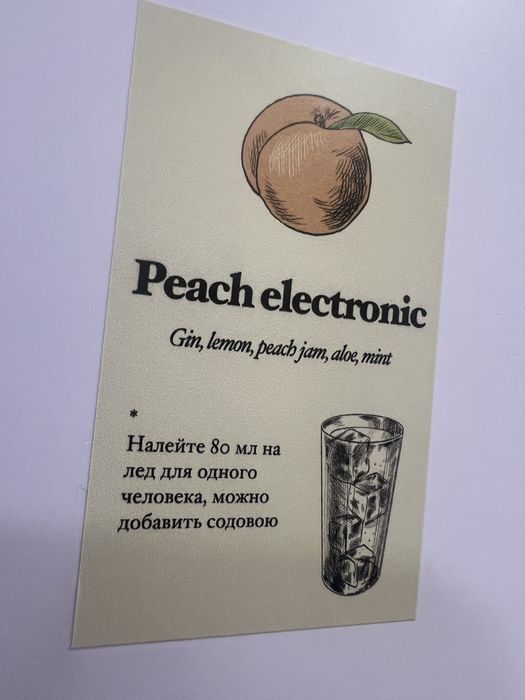 Peach electronic
Gin, lemon, peach jam, aloe, mint
*
Налейте 80 мл на
лед для одного
человека, можно
добавить содовою